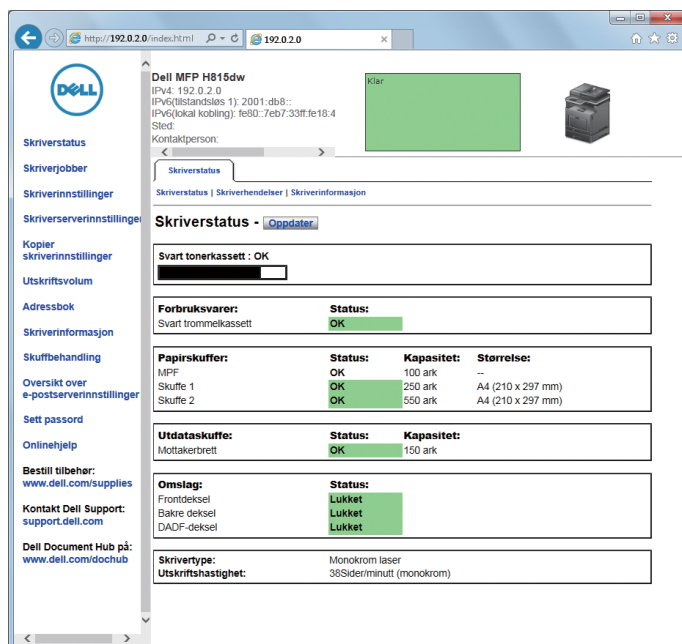 http://192.0.2.0/index.html
192.0.2.0
DELL
Skriverstatus
Skriverjobber
Skriverinnstillinger
Skriverserverinnstillinger
Kopier
skriverinnstillinger
Utskriftsvolum
Adressbok
Skriverinformasjon
Skuffbehandling
Oversikt over
e-postserverinnstillinger
Sett passord
Onlinehjelp
Bestill tilbehør:
www.dell.com/supplies
Kontakt Dell Support:
support.dell.com
Dell Document Hub på:
www.dell.com/dochub
Dell MFP H815dw
IPv4: 192.0.2.0
IPv6(tilstandsløs 1): 2001:db8::
IPv6(lokal kobling): fe80::7eb7:33ff:fe18:4
Sted:
Kontaktperson:
Klar
Skriverstatus
Skriverstatus | Skriverhendelser | Skriverinformasjon
Skriverstatus - Oppdater
Svart tonerkassett : OK
Forbruksvarer: Status:
Svart trommelkassett OK
Papirskuffer: Status: Kapasitet: Størrelse:
MPF OK 100 ark --
Skuffe 1 OK 250 ark A4 (210 x 297 mm)
Skuffe 2 OK 550 ark A4 (210 x 297 mm)
Utdataskuffe: Status: Kapasitet:
Mottakerbrett OK 150 ark
Omslag: Status:
Frontdeksel Lukket
Bakre deksel Lukket
DADF-deksel Lukket
Skrivertype: Monokrom laser
Utskriftshastighet: 38Sider/minutt (monokrom)